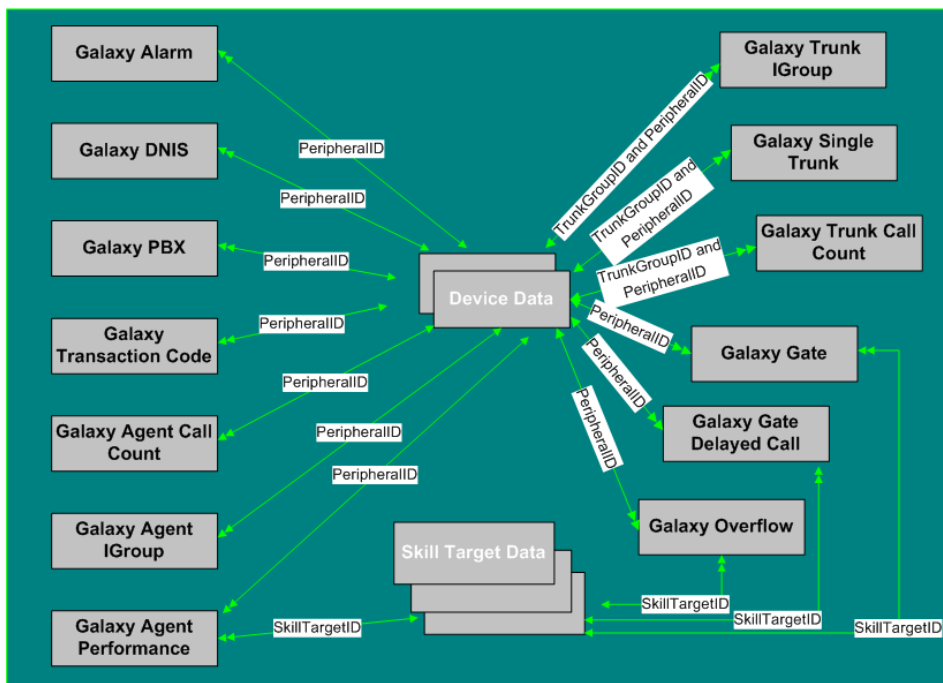 Galaxy Alarm
Galaxy DNIS
Galaxy PBX
Galaxy
Transaction Code
Galaxy Agent Call
Count
Galaxy Agent
IGroup
Galaxy Agent
Performance
PeripheralID
PeripheralID
PeripheralID
PeripheralID
PeripheralID
PeripheralID
PeripheralID
SkillTargetID
Device Data
Skill Target Data
TrunkGroupID and PeripheralID
TrunkGroupID and
PeripheralID
TrunkGroupID and
PeripheralID
PeripheralID
PeripheralID
PeripheralID
Galaxy Trunk
IGroup
Galaxy Single
Trunk
Galaxy Trunk Call
Count
Galaxy Gate
Galaxy Gate
Delayed Call
Galaxy Overflow
SkillTargetID
SkillTargetID
SkillTargetID